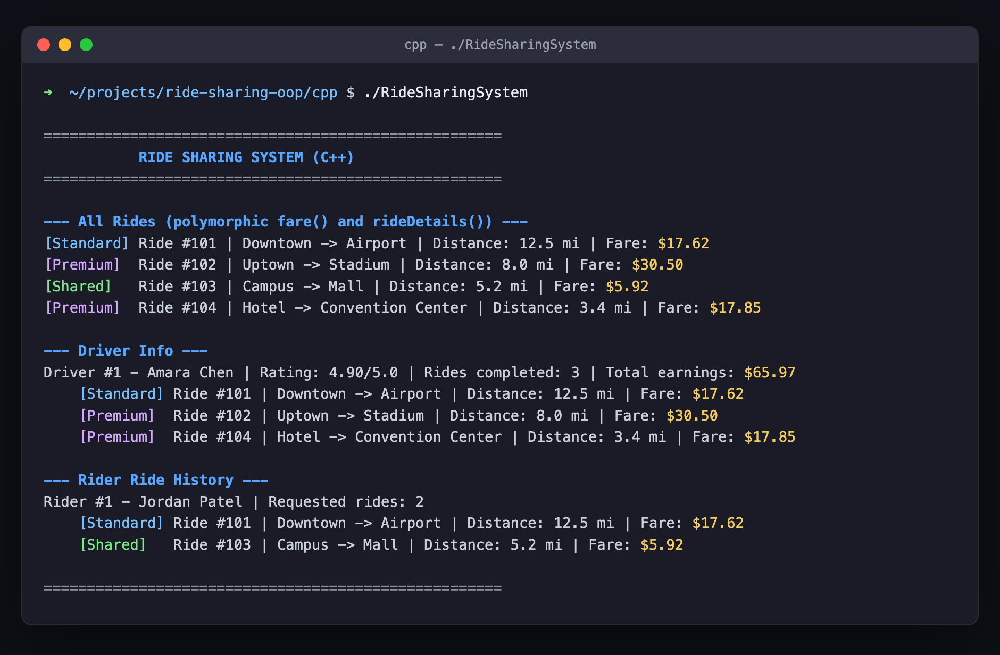 cpp — ./RideSharingSystem
➜  ~/projects/ride-sharing-oop/cpp $ ./RideSharingSystem
=====================================================
           RIDE SHARING SYSTEM (C++)
=====================================================
--- All Rides (polymorphic fare() and rideDetails()) ---
[Standard] Ride #101 | Downtown -> Airport | Distance: 12.5 mi | Fare: $17.62
[Premium]  Ride #102 | Uptown -> Stadium | Distance: 8.0 mi | Fare: $30.50
[Shared]   Ride #103 | Campus -> Mall | Distance: 5.2 mi | Fare: $5.92
[Premium]  Ride #104 | Hotel -> Convention Center | Distance: 3.4 mi | Fare: $17.85
--- Driver Info ---
Driver #1 - Amara Chen | Rating: 4.90/5.0 | Rides completed: 3 | Total earnings: $65.97
    [Standard] Ride #101 | Downtown -> Airport | Distance: 12.5 mi | Fare: $17.62
    [Premium]  Ride #102 | Uptown -> Stadium | Distance: 8.0 mi | Fare: $30.50
    [Premium]  Ride #104 | Hotel -> Convention Center | Distance: 3.4 mi | Fare: $17.85
--- Rider Ride History ---
Rider #1 - Jordan Patel | Requested rides: 2
    [Standard] Ride #101 | Downtown -> Airport | Distance: 12.5 mi | Fare: $17.62
    [Shared]   Ride #103 | Campus -> Mall | Distance: 5.2 mi | Fare: $5.92
=====================================================